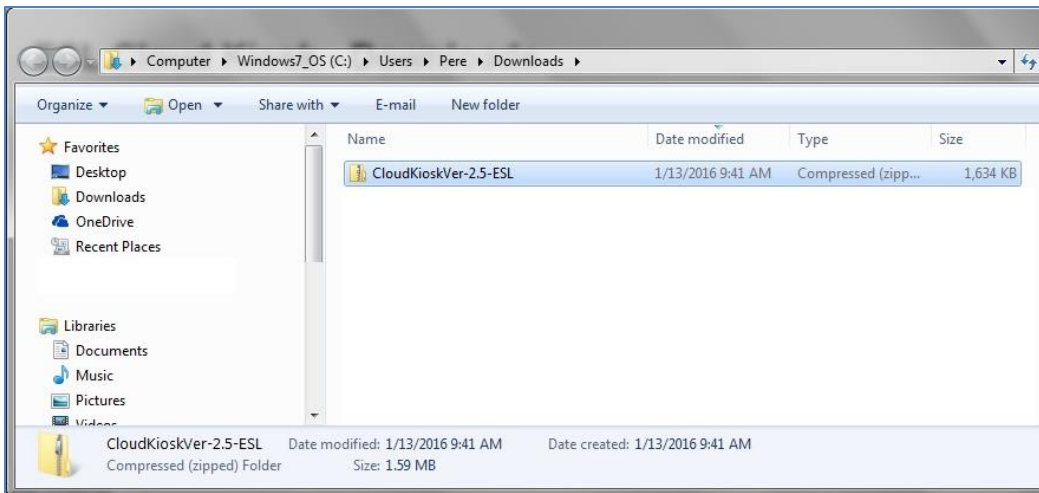 Computer ▸ Windows7_OS (C:) ▸ Users ▸ Pere ▸ Downloads ▸
Organize ▾ Open ▾ Share with ▾ E-mail New folder
Favorites
Desktop
Downloads
OneDrive
Recent Places
Libraries
Documents
Music
Pictures
Videos
Name Date modified Type Size
CloudKioskVer-2.5-ESL 1/13/2016 9:41 AM Compressed (zipp... 1,634 KB
CloudKioskVer-2.5-ESL Date modified: 1/13/2016 9:41 AM Date created: 1/13/2016 9:41 AM
Compressed (zipped) Folder Size: 1.59 MB